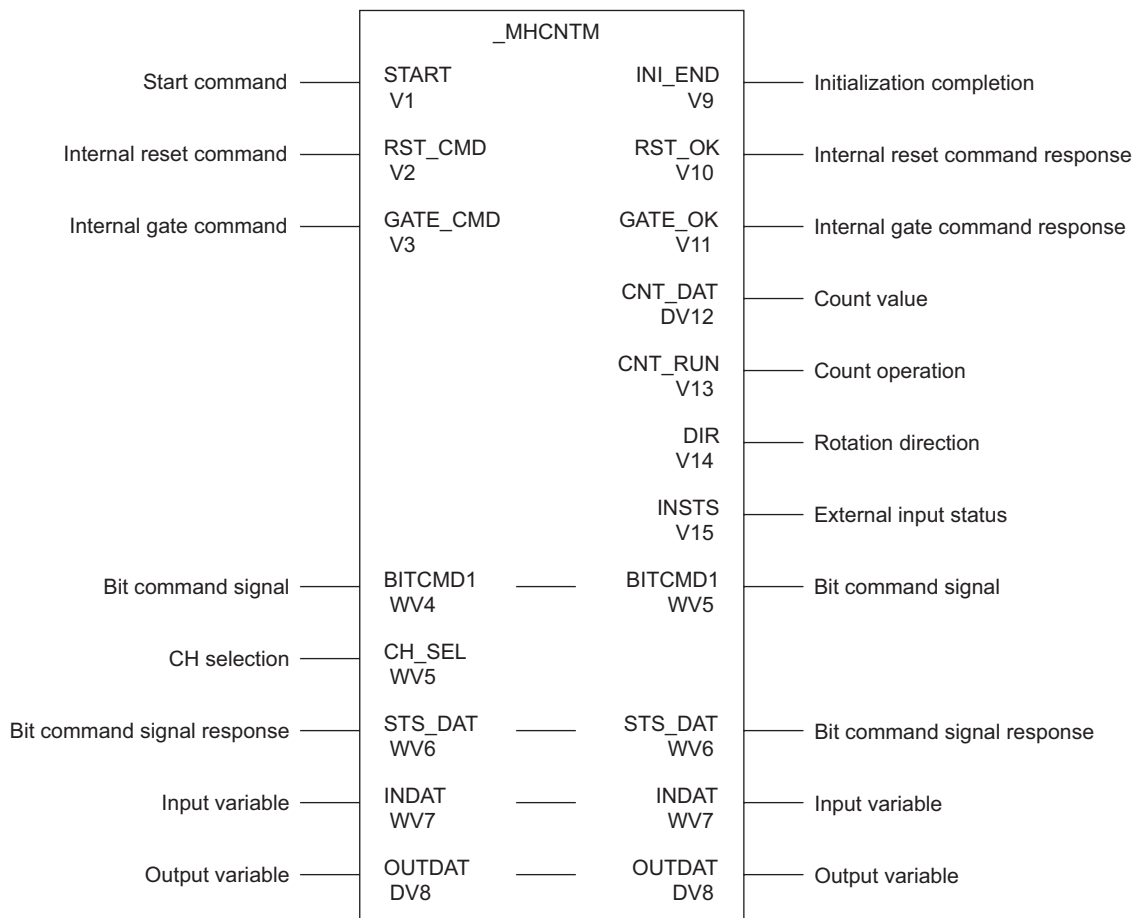 _MHCNTM
Start command START INI_END Initialization completion
V1 V9
Internal reset command RST_CMD RST_OK Internal reset command response
V2 V10
Internal gate command GATE_CMD GATE_OK Internal gate command response
V3 V11
CNT_DAT Count value
DV12
CNT_RUN Count operation
V13
DIR Rotation direction
V14
INSTS External input status
V15
Bit command signal BITCMD1 BITCMD1 Bit command signal
WV4 WV5
CH selection CH_SEL
WV5
Bit command signal response STS_DAT STS_DAT Bit command signal response
WV6 WV6
Input variable INDAT INDAT Input variable
WV7 WV7
Output variable OUTDAT OUTDAT Output variable
DV8 DV8